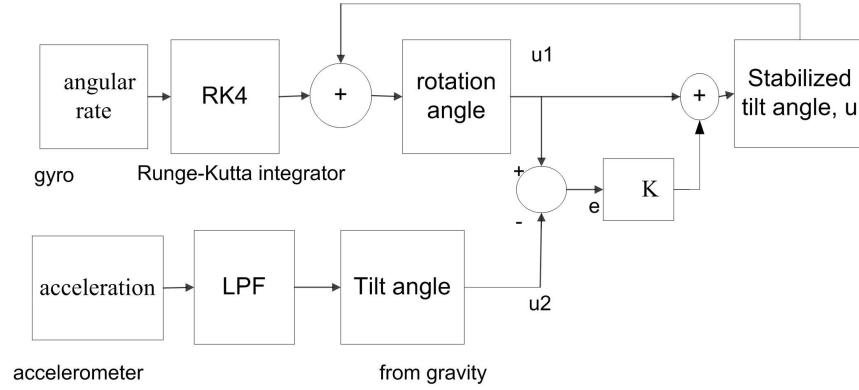 angular
rate
gyro
RK4
Runge-Kutta integrator
+
rotation
angle
u1
+
Stabilized
tilt angle, u
+
-
e
K
acceleration
accelerometer
LPF
Tilt angle
from gravity
u2